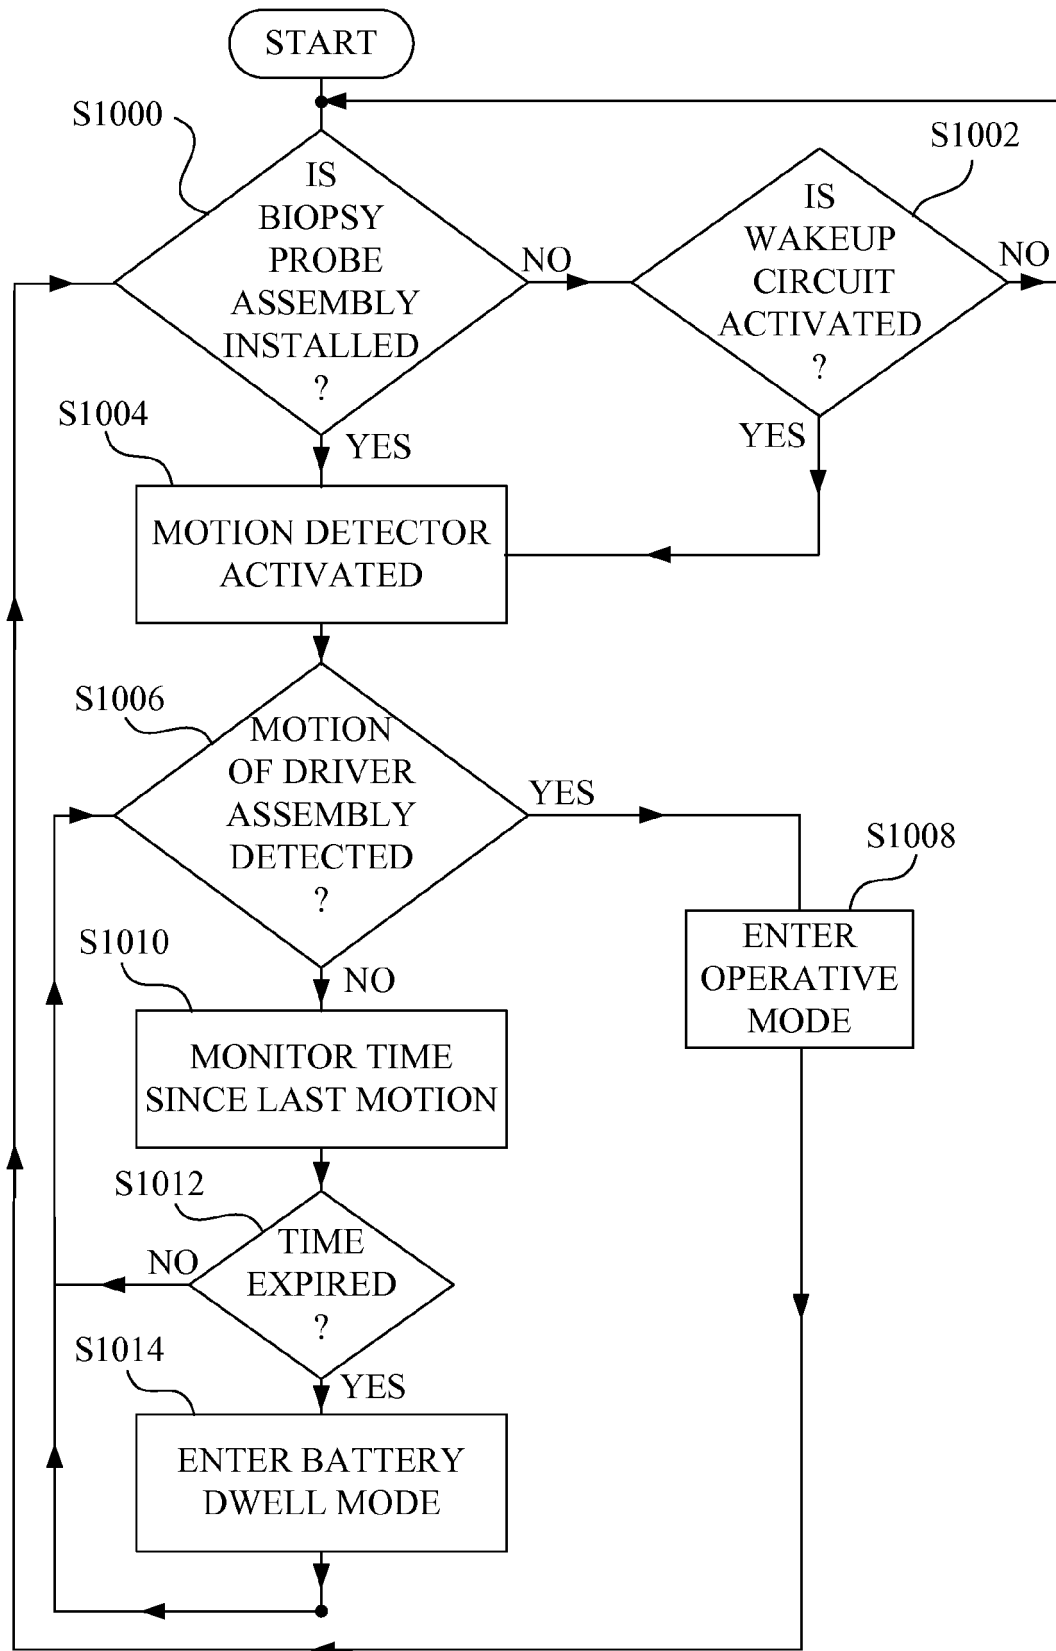 START
S1000
IS
BIOPSY
PROBE
ASSEMBLY
INSTALLED
?
NO
S1002
IS
WAKEUP
CIRCUIT
ACTIVATED
?
NO
YES
S1004
YES
MOTION DETECTOR
ACTIVATED
S1006
MOTION
OF DRIVER
ASSEMBLY
DETECTED
?
YES
S1008
ENTER
OPERATIVE
MODE
S1010
NO
MONITOR TIME
SINCE LAST MOTION
S1012
NO
TIME
EXPIRED
?
S1014
YES
ENTER BATTERY
DWELL MODE